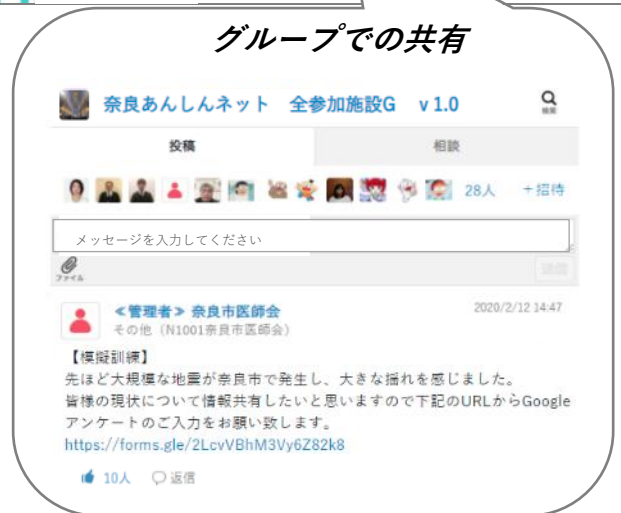 グループでの共有
奈良あんしんネット 全参加施設G v 1.0
検索
投稿 相談
28人 +招待
メッセージを入力してください
ファイル
送信
≪管理者≫ 奈良市医師会
2020/2/12 14:47
その他（N1001奈良市医師会）
【模擬訓練】
先ほど大規模な地震が奈良市で発生し、大きな揺れを感じました。
皆様の現状について情報共有したいと思いますので下記のURLからGoogle
アンケートのご入力をお願い致します。
https://forms.gle/2LcvVBhM3Vy6Z82k8
10人 返信